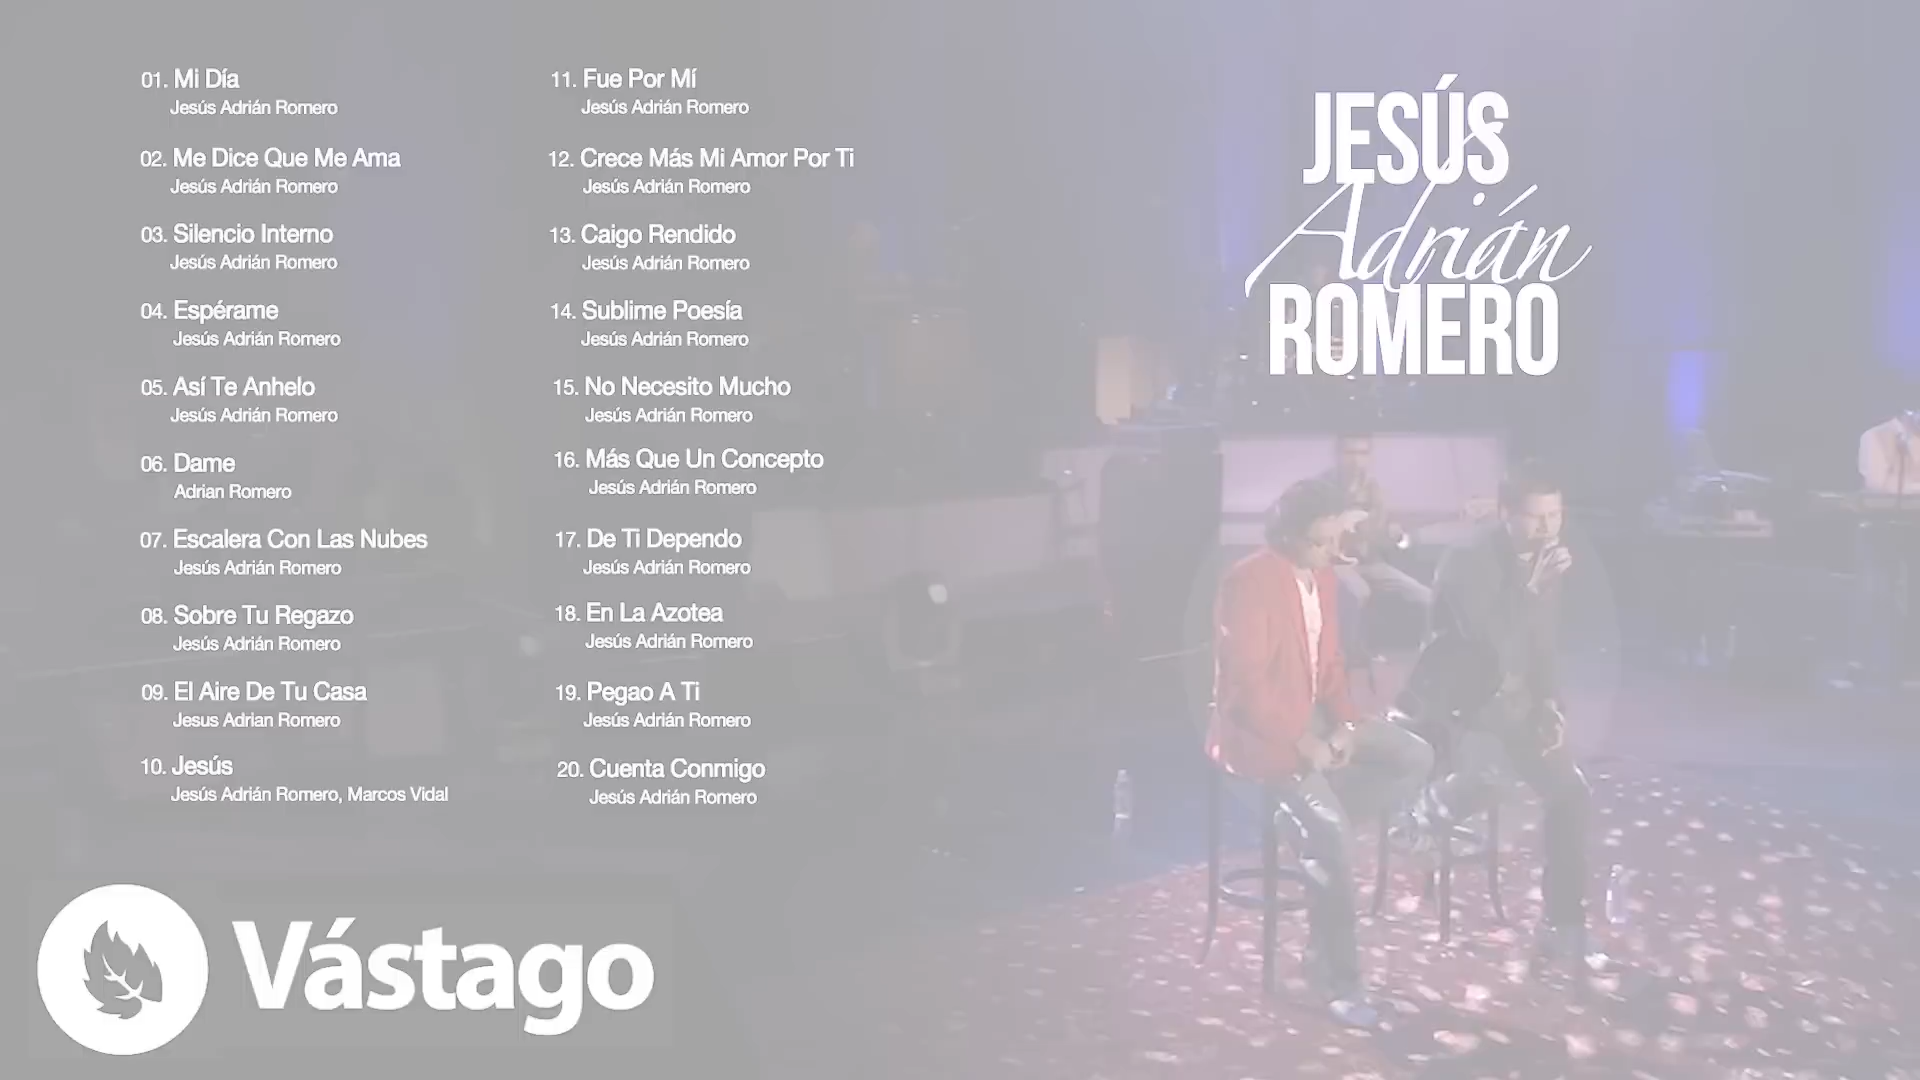 01. Mi Día
Jesús Adrián Romero
02. Me Dice Que Me Ama
Jesús Adrián Romero
03. Silencio Interno
Jesús Adrián Romero
04. Espérame
Jesús Adrián Romero
05. Así Te Anhelo
Jesús Adrián Romero
06. Dame
Adrian Romero
07. Escalera Con Las Nubes
Jesús Adrián Romero
08. Sobre Tu Regazo
Jesús Adrián Romero
09. El Aire De Tu Casa
Jesus Adrian Romero
10. Jesús
Jesús Adrián Romero, Marcos Vidal
11. Fue Por Mí
Jesús Adrián Romero
12. Crece Más Mi Amor Por Ti
Jesús Adrián Romero
13. Caigo Rendido
Jesús Adrián Romero
14. Sublime Poesía
Jesús Adrián Romero
15. No Necesito Mucho
Jesús Adrián Romero
16. Más Que Un Concepto
Jesús Adrián Romero
17. De Ti Dependo
Jesús Adrián Romero
18. En La Azotea
Jesús Adrián Romero
19. Pegao A Ti
Jesús Adrián Romero
20. Cuenta Conmigo
Jesús Adrián Romero
JESÚS
Adrián
ROMERO
Vástago